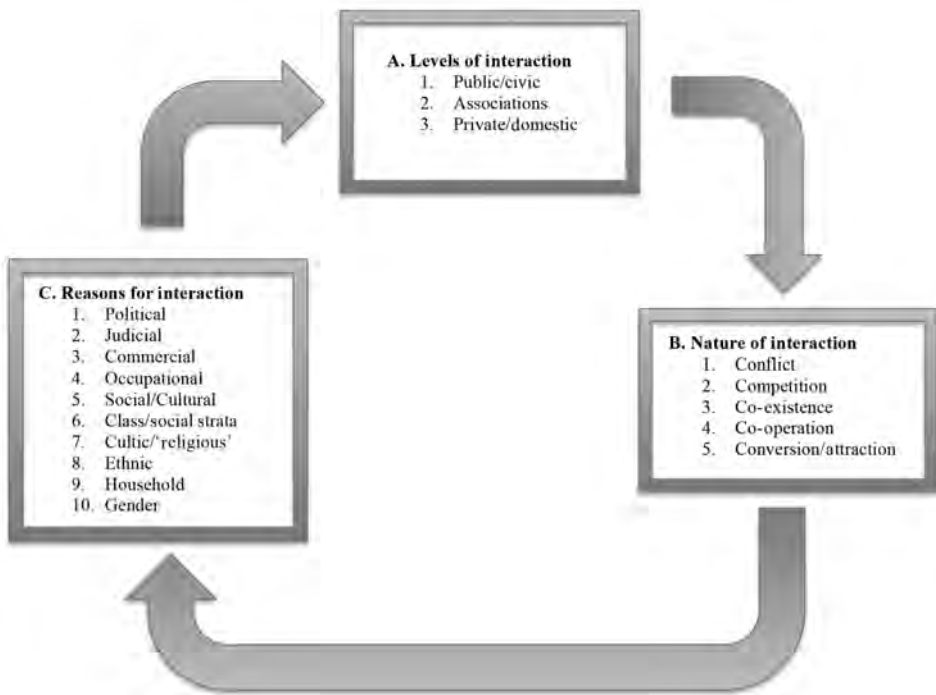 A. Levels of interaction
1. Public/civic
2. Associations
3. Private/domestic
B. Nature of interaction
1. Conflict
2. Competition
3. Co-existence
4. Co-operation
5. Conversion/attraction
C. Reasons for interaction
1. Political
2. Judicial
3. Commercial
4. Occupational
5. Social/Cultural
6. Class/social strata
7. Cultic/‘religious’
8. Ethnic
9. Household
10. Gender